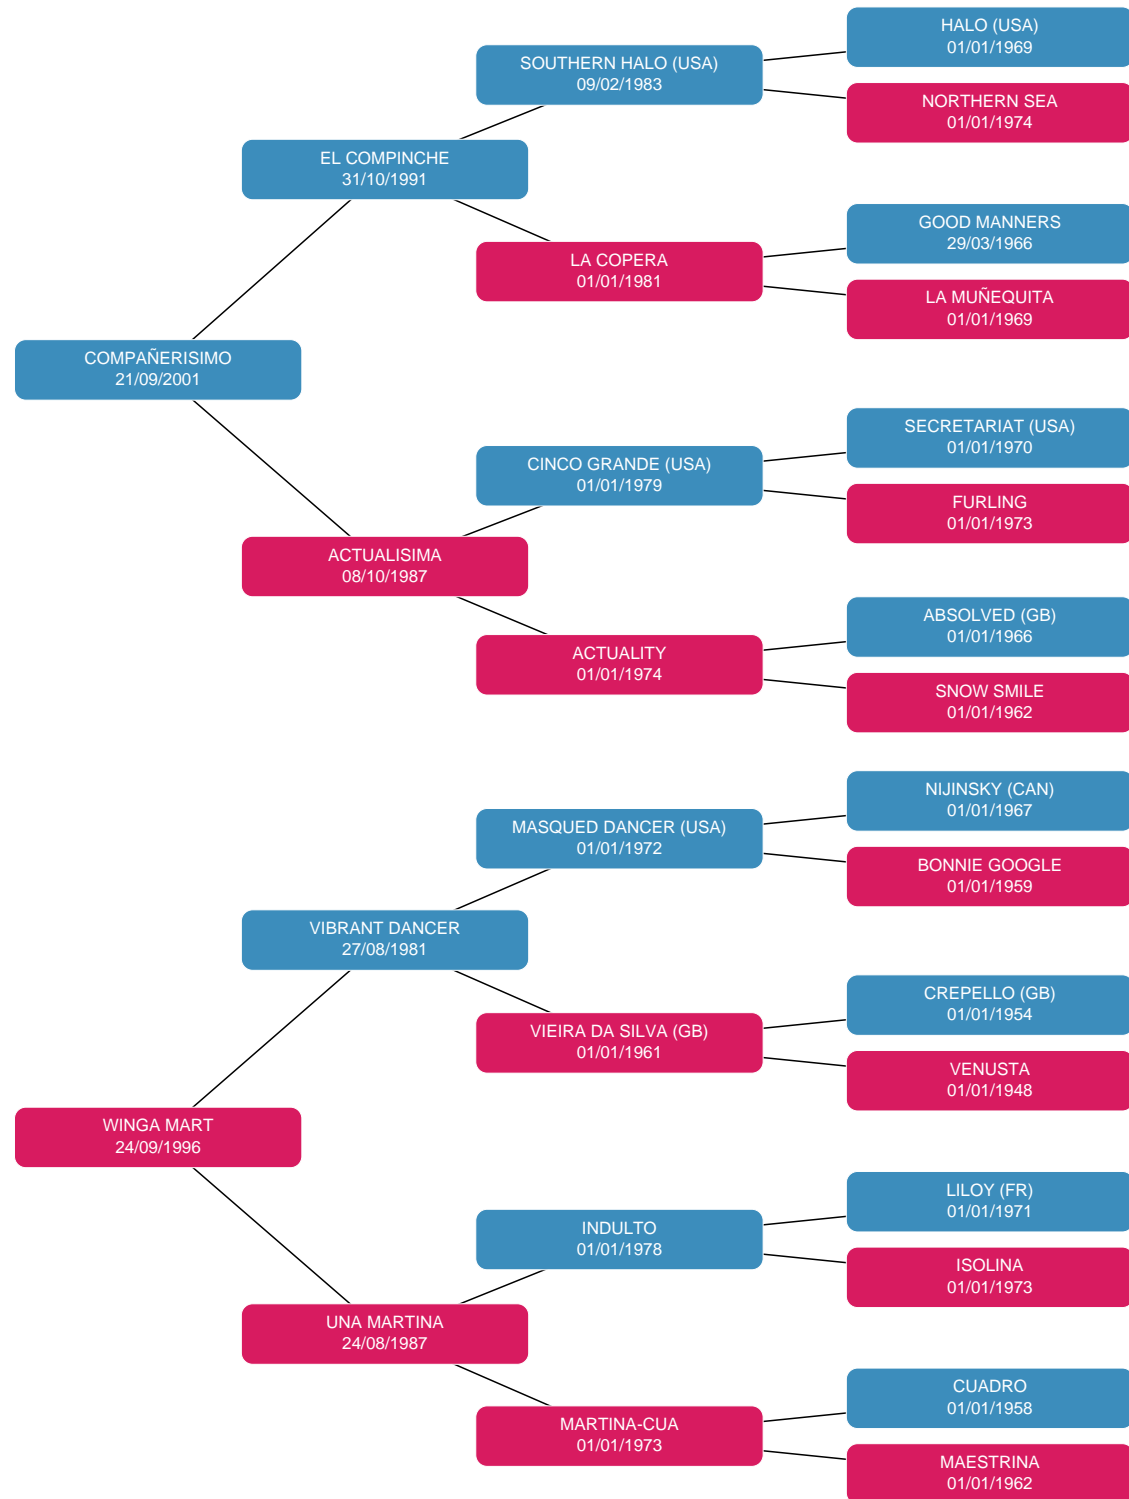 HALO (USA)
01/01/1969
SOUTHERN HALO (USA)
09/02/1983
NORTHERN SEA
01/01/1974
EL COMPINCHE
31/10/1991
GOOD MANNERS
29/03/1966
LA COPERA
01/01/1981
LA MUÑEQUITA
01/01/1969
COMPAÑERISIMO
21/09/2001
SECRETARIAT (USA)
01/01/1970
CINCO GRANDE (USA)
01/01/1979
FURLING
01/01/1973
ACTUALISIMA
08/10/1987
ABSOLVED (GB)
01/01/1966
ACTUALITY
01/01/1974
SNOW SMILE
01/01/1962
NIJINSKY (CAN)
01/01/1967
MASQUED DANCER (USA)
01/01/1972
BONNIE GOOGLE
01/01/1959
VIBRANT DANCER
27/08/1981
CREPELLO (GB)
01/01/1954
VIEIRA DA SILVA (GB)
01/01/1961
VENUSTA
01/01/1948
WINGA MART
24/09/1996
LILOY (FR)
01/01/1971
INDULTO
01/01/1978
ISOLINA
01/01/1973
UNA MARTINA
24/08/1987
CUADRO
01/01/1958
MARTINA-CUA
01/01/1973
MAESTRINA
01/01/1962